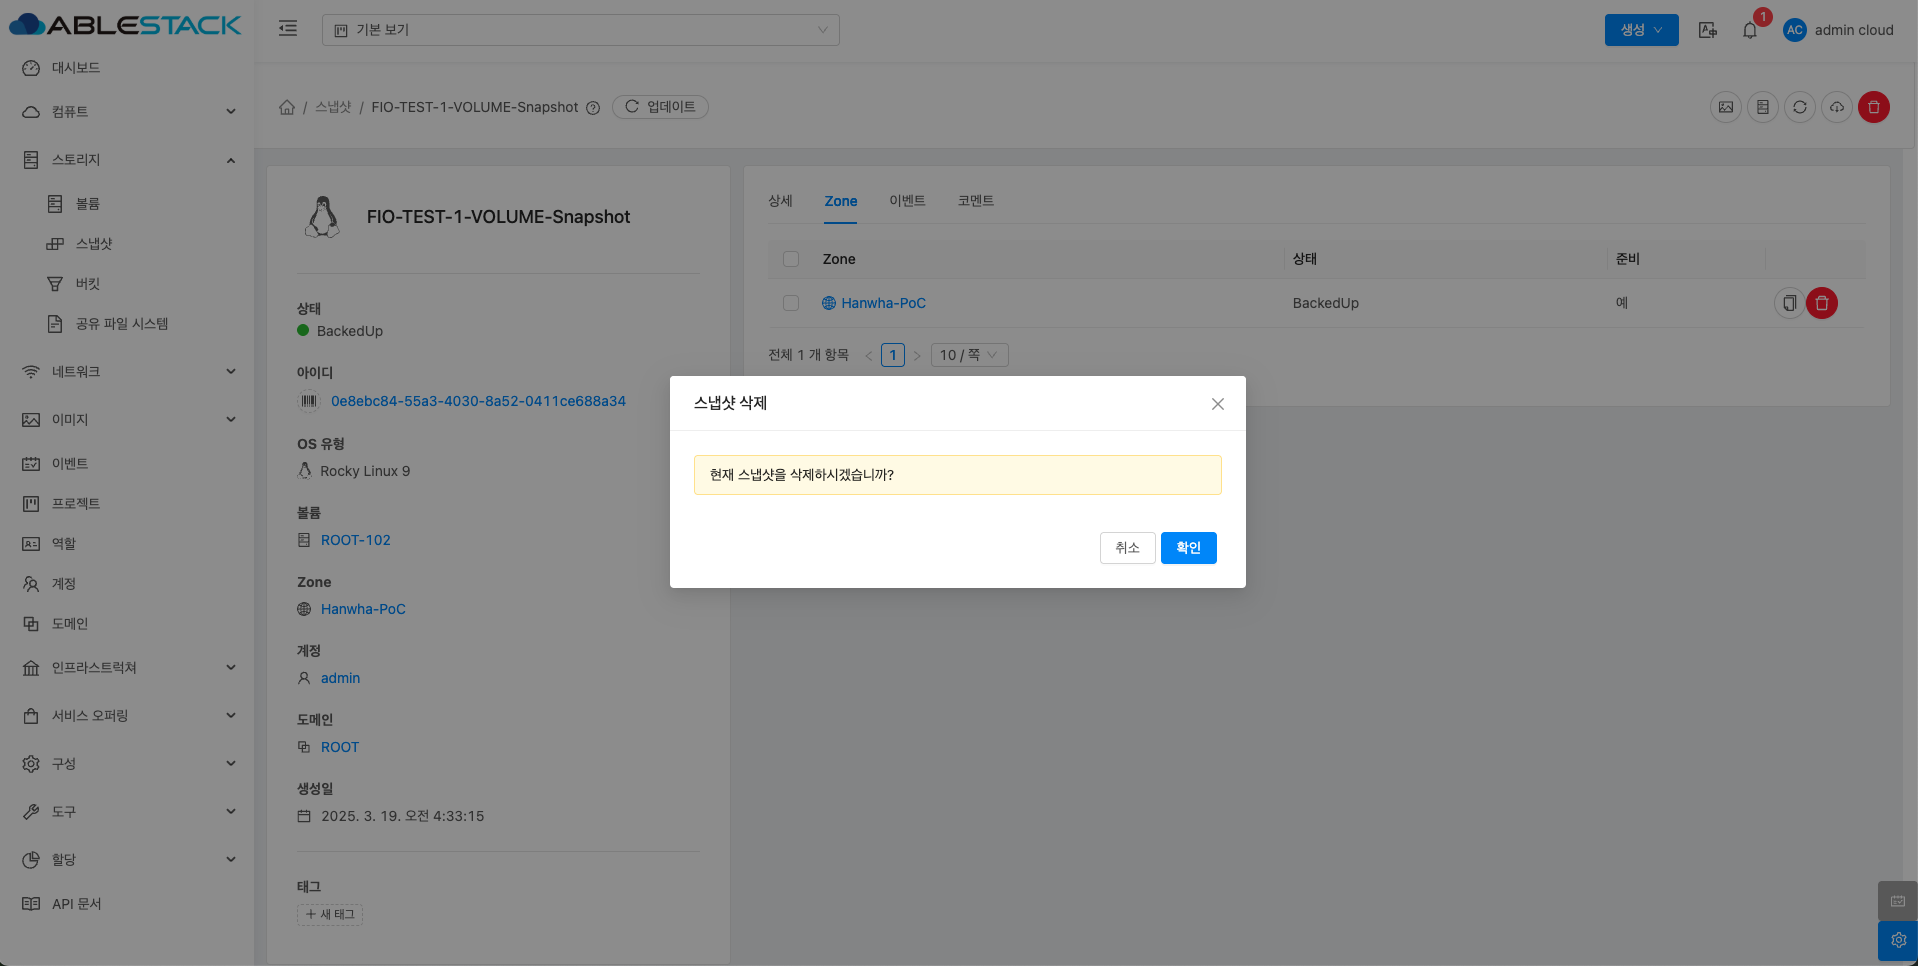 ABLESTACK
기본 보기
생성
1
AC
admin cloud
대시보드
컴퓨트
스토리지
볼륨
스냅샷
버킷
공유 파일 시스템
네트워크
이미지
이벤트
프로젝트
역할
계정
도메인
인프라스트럭쳐
서비스 오퍼링
구성
도구
할당
API 문서
/ 스냅샷 / FIO-TEST-1-VOLUME-Snapshot
업데이트
FIO-TEST-1-VOLUME-Snapshot
상태
BackedUp
아이디
0e8ebc84-55a3-4030-8a52-0411ce688a34
OS 유형
Rocky Linux 9
볼륨
ROOT-102
Zone
Hanwha-PoC
계정
admin
도메인
ROOT
생성일
2025. 3. 19. 오전 4:33:15
태그
+ 새 태그
상세 Zone 이벤트 코멘트
Zone 상태 준비
Hanwha-PoC BackedUp 예
전체 1 개 항목 < 1 > 10 / 쪽
스냅샷 삭제
현재 스냅샷을 삭제하시겠습니까?
취소 확인